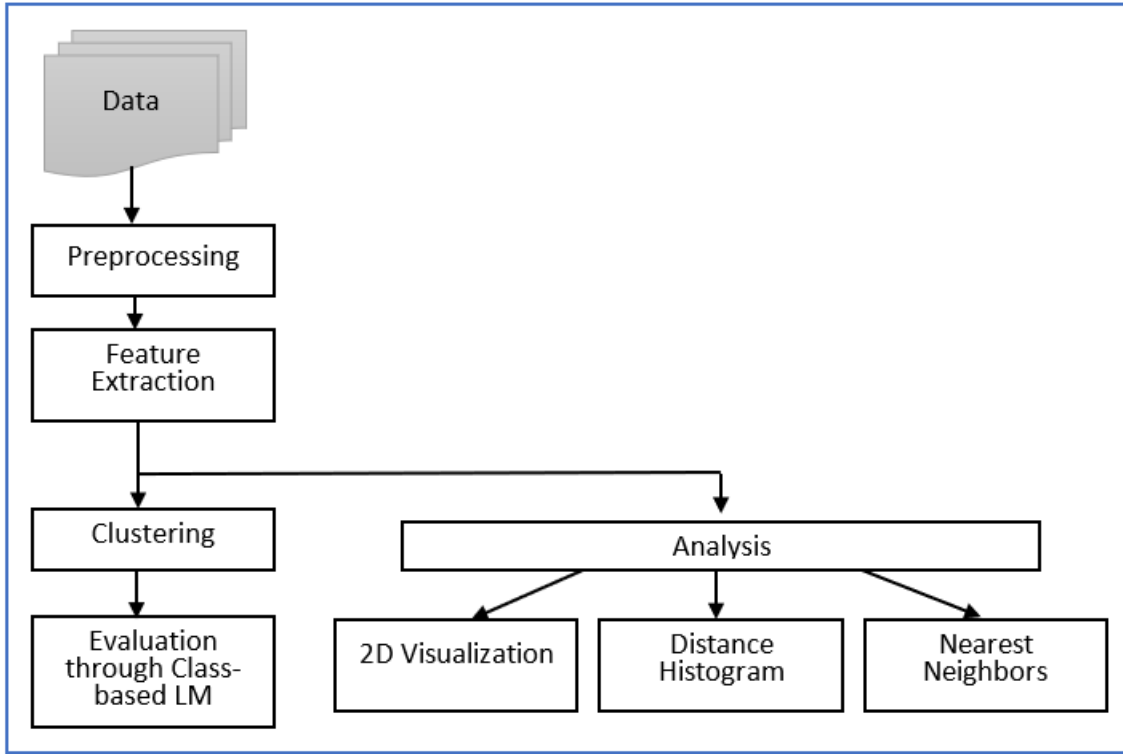 Data
Preprocessing
Feature
Extraction
Clustering
Analysis
Evaluation
through Class-
based LM
2D Visualization
Distance
Histogram
Nearest
Neighbors